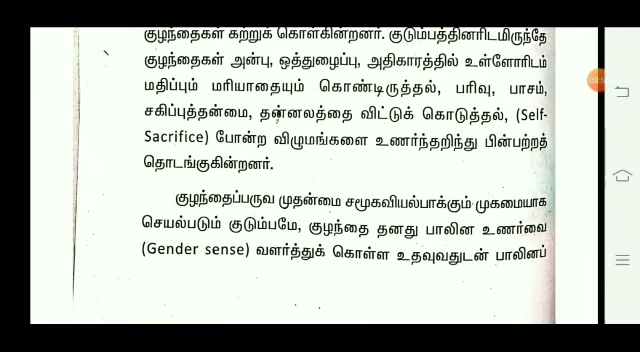 குழந்தைகள் கற்றுக் கொள்கின்றனர். குடும்பத்தினரிடமிருந்தே
குழந்தைகள் அன்பு, ஒத்துழைப்பு, அதிகாரத்தில் உள்ளோரிடம்
மதிப்பும் மரியாதையும் கொண்டிருத்தல், பரிவு, பாசம்,
சகிப்புத்தன்மை, தன்னலத்தை விட்டுக் கொடுத்தல், (Self-
Sacrifice) போன்ற விழுமங்களை உணர்ந்தறிந்து பின்பற்றத்
தொடங்குகின்றனர்.
குழந்தைப்பருவ முதன்மை சமூகவியல்பாக்கும் முகமையாக
செயல்படும் குடும்பமே, குழந்தை தனது பாலின உணர்வை
(Gender sense) வளர்த்துக் கொள்ள உதவுவதுடன் பாலினப்